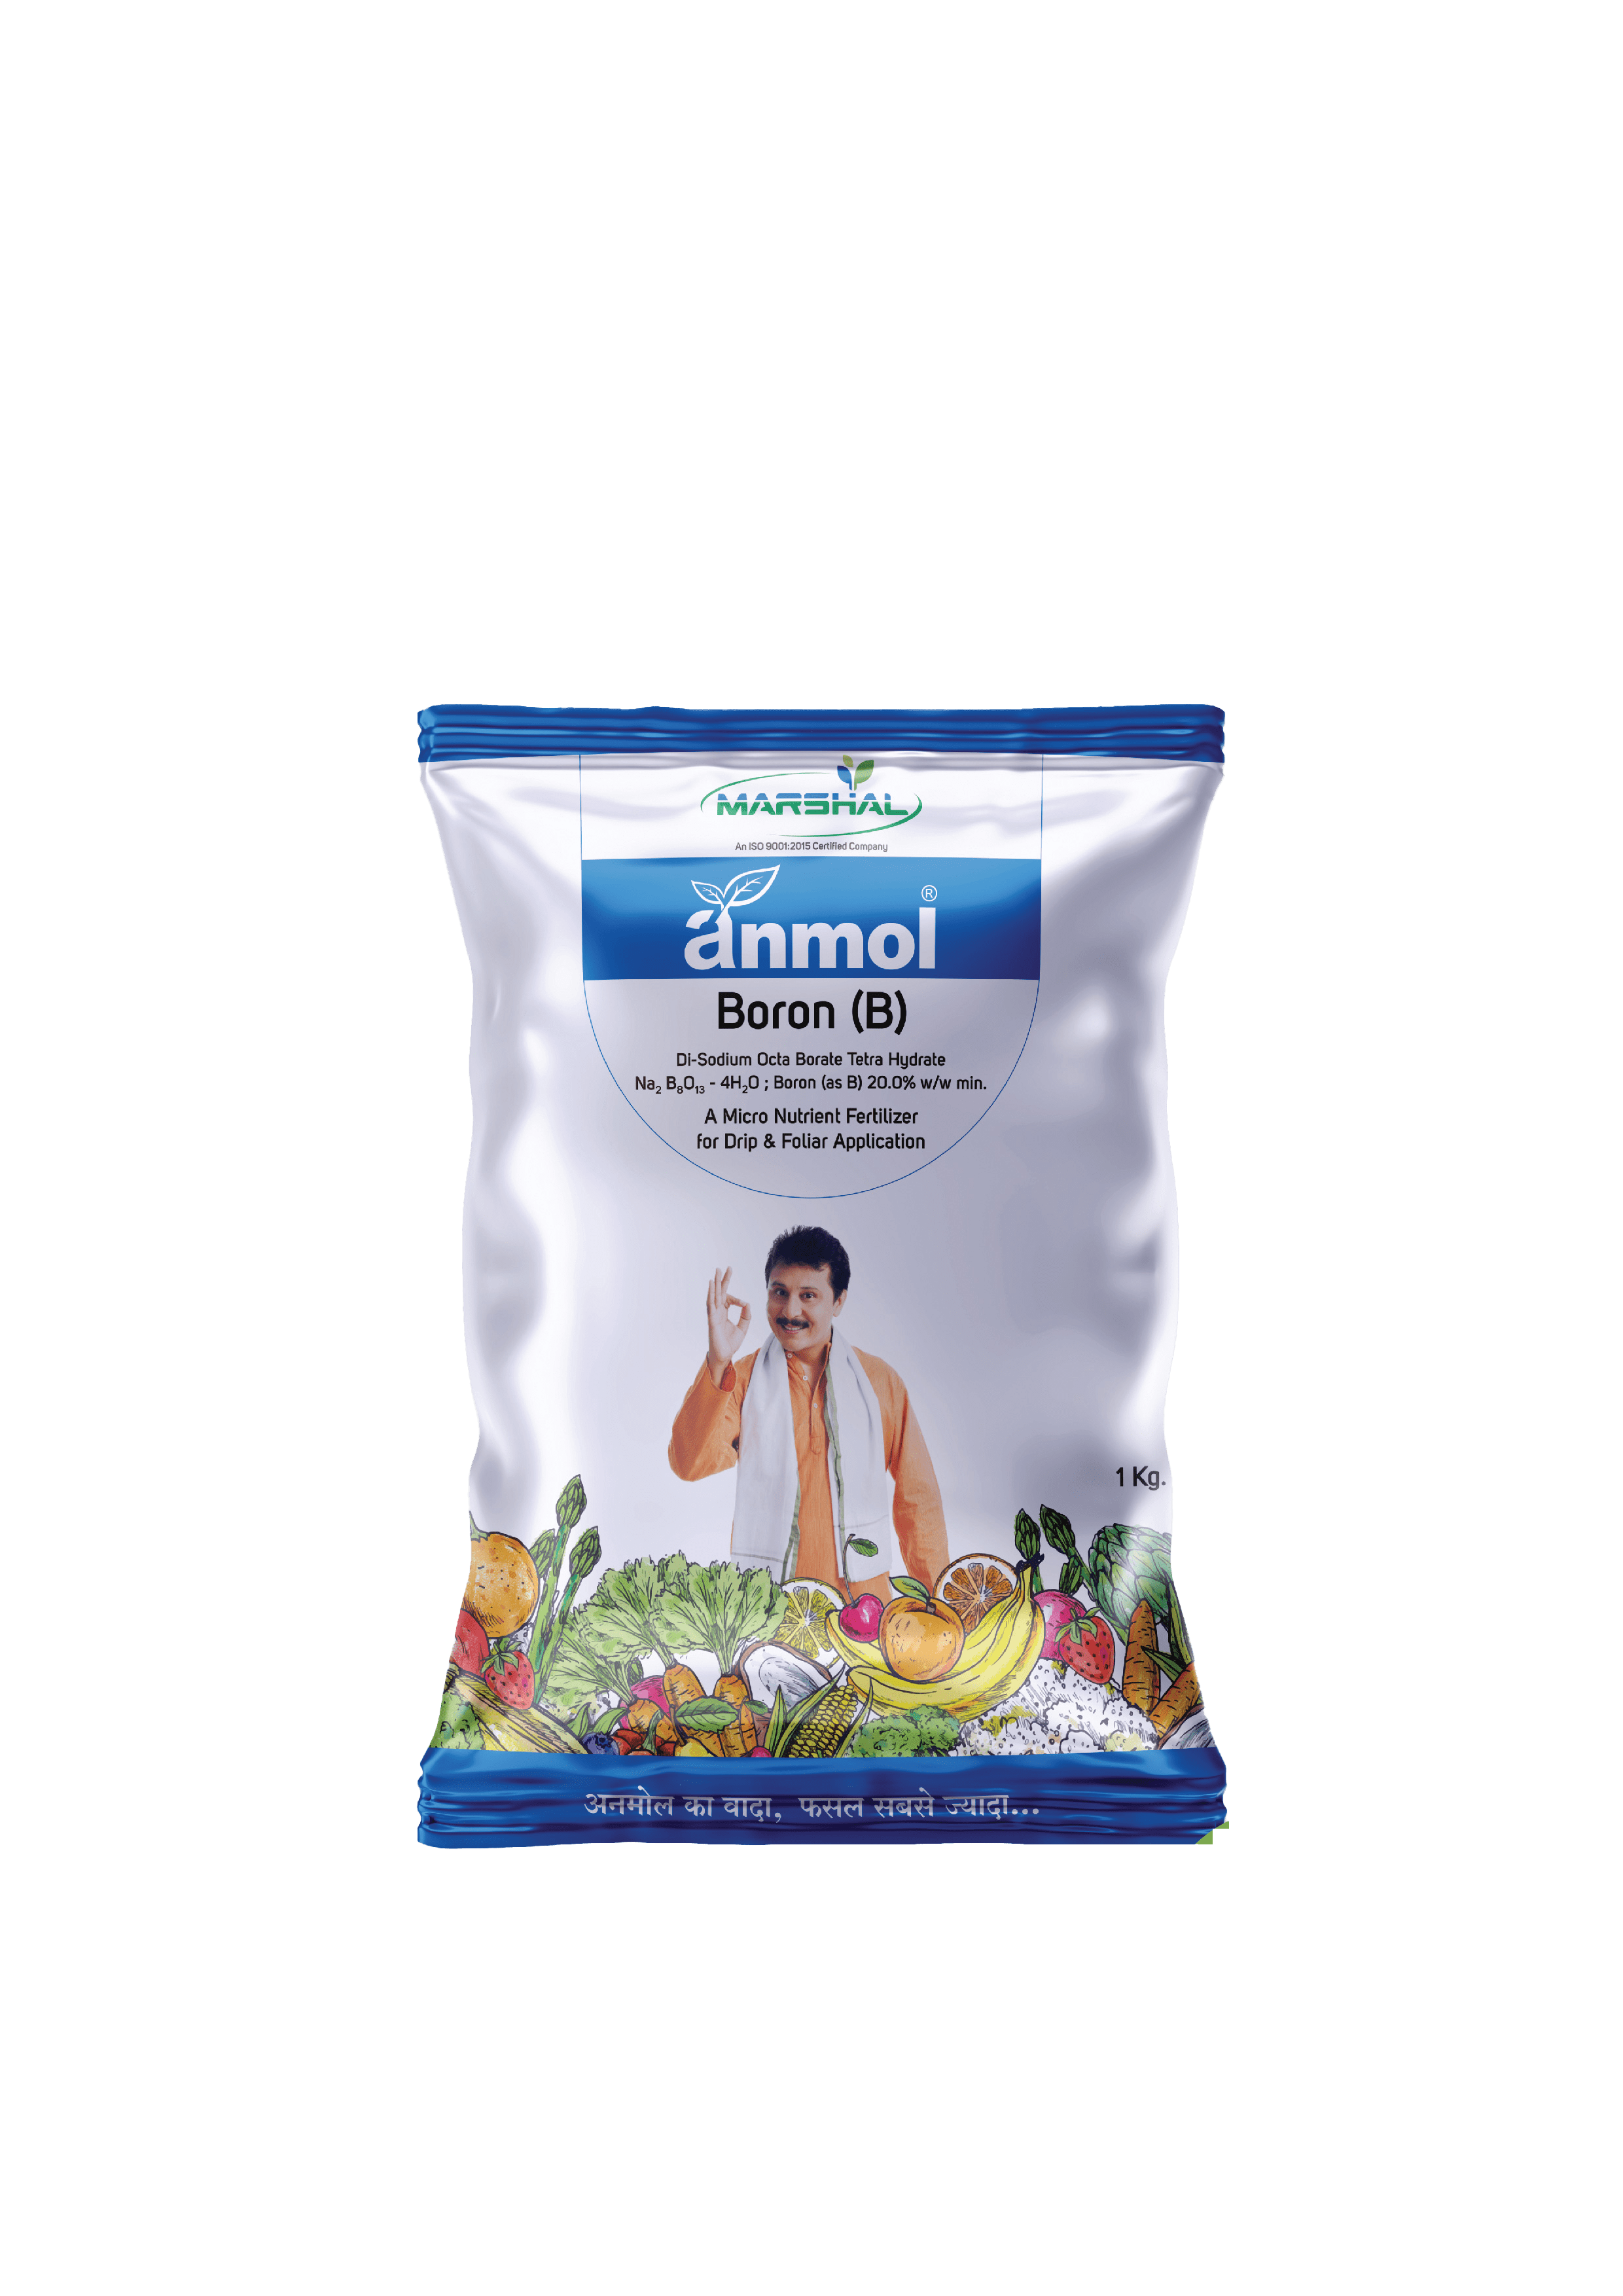 MARSHAL
An ISO 9001:2015 Certified Company
anmol®
Boron (B)
Di-Sodium Octa Borate Tetra Hydrate
Na₂ B₈O₁₃ - 4H₂O ; Boron (as B) 20.0% w/w min.
A Micro Nutrient Fertilizer
for Drip & Foliar Application
1 Kg.
अनमोल का वादा, फसल सबसे ज्यादा...